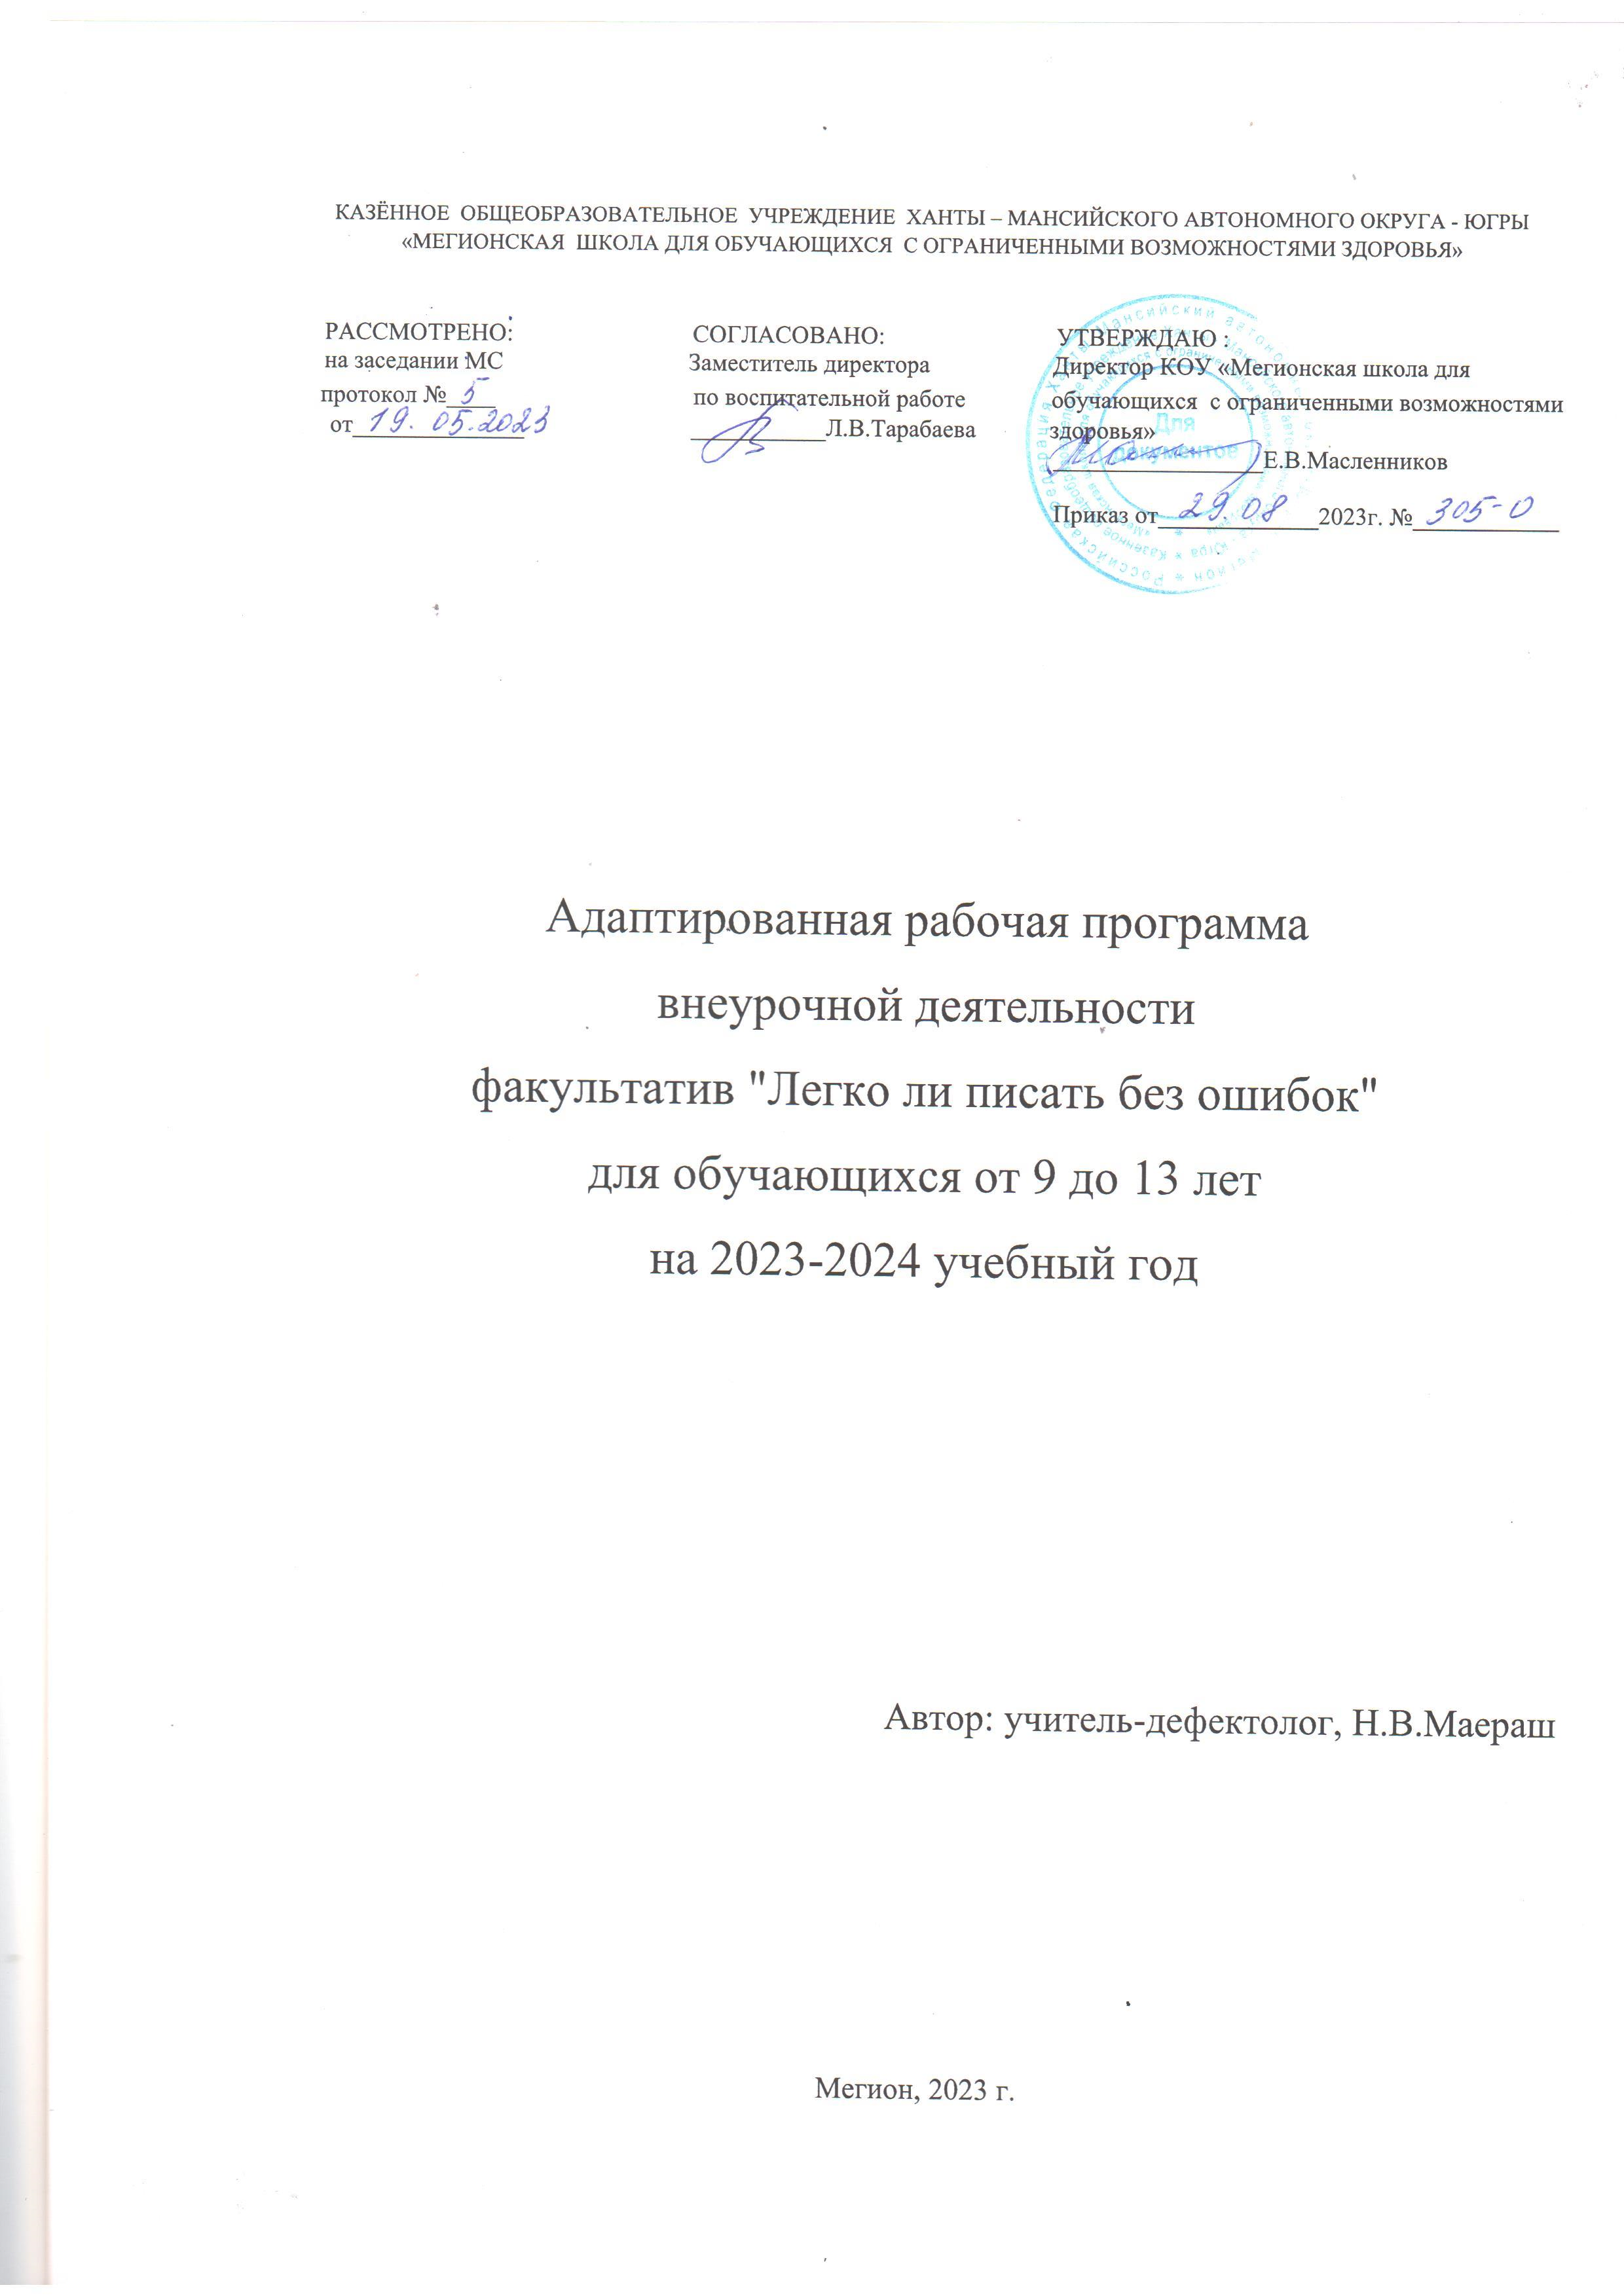 КАЗЁННОЕ ОБЩЕОБРАЗОВАТЕЛЬНОЕ УЧРЕЖДЕНИЕ ХАНТЫ – МАНСИЙСКОГО АВТОНОМНОГО ОКРУГА - ЮГРЫ
«МЕГИОНСКАЯ ШКОЛА ДЛЯ ОБУЧАЮЩИХСЯ С ОГРАНИЧЕННЫМИ ВОЗМОЖНОСТЯМИ ЗДОРОВЬЯ»
РАССМОТРЕНО:
на заседании МС
протокол № 5
от 19.05.2023
СОГЛАСОВАНО:
Заместитель директора
по воспитательной работе
Л.В.Тарабаева
УТВЕРЖДАЮ :
Директор КОУ «Мегионская школа для
обучающихся с ограниченными возможностями
здоровья»
Е.В.Масленников
Приказ от 29.08 2023г. № 305-О
Для
документов
Адаптированная рабочая программа
внеурочной деятельности
факультатив "Легко ли писать без ошибок"
для обучающихся от 9 до 13 лет
на 2023-2024 учебный год
Автор: учитель-дефектолог, Н.В.Маераш
Мегион, 2023 г.